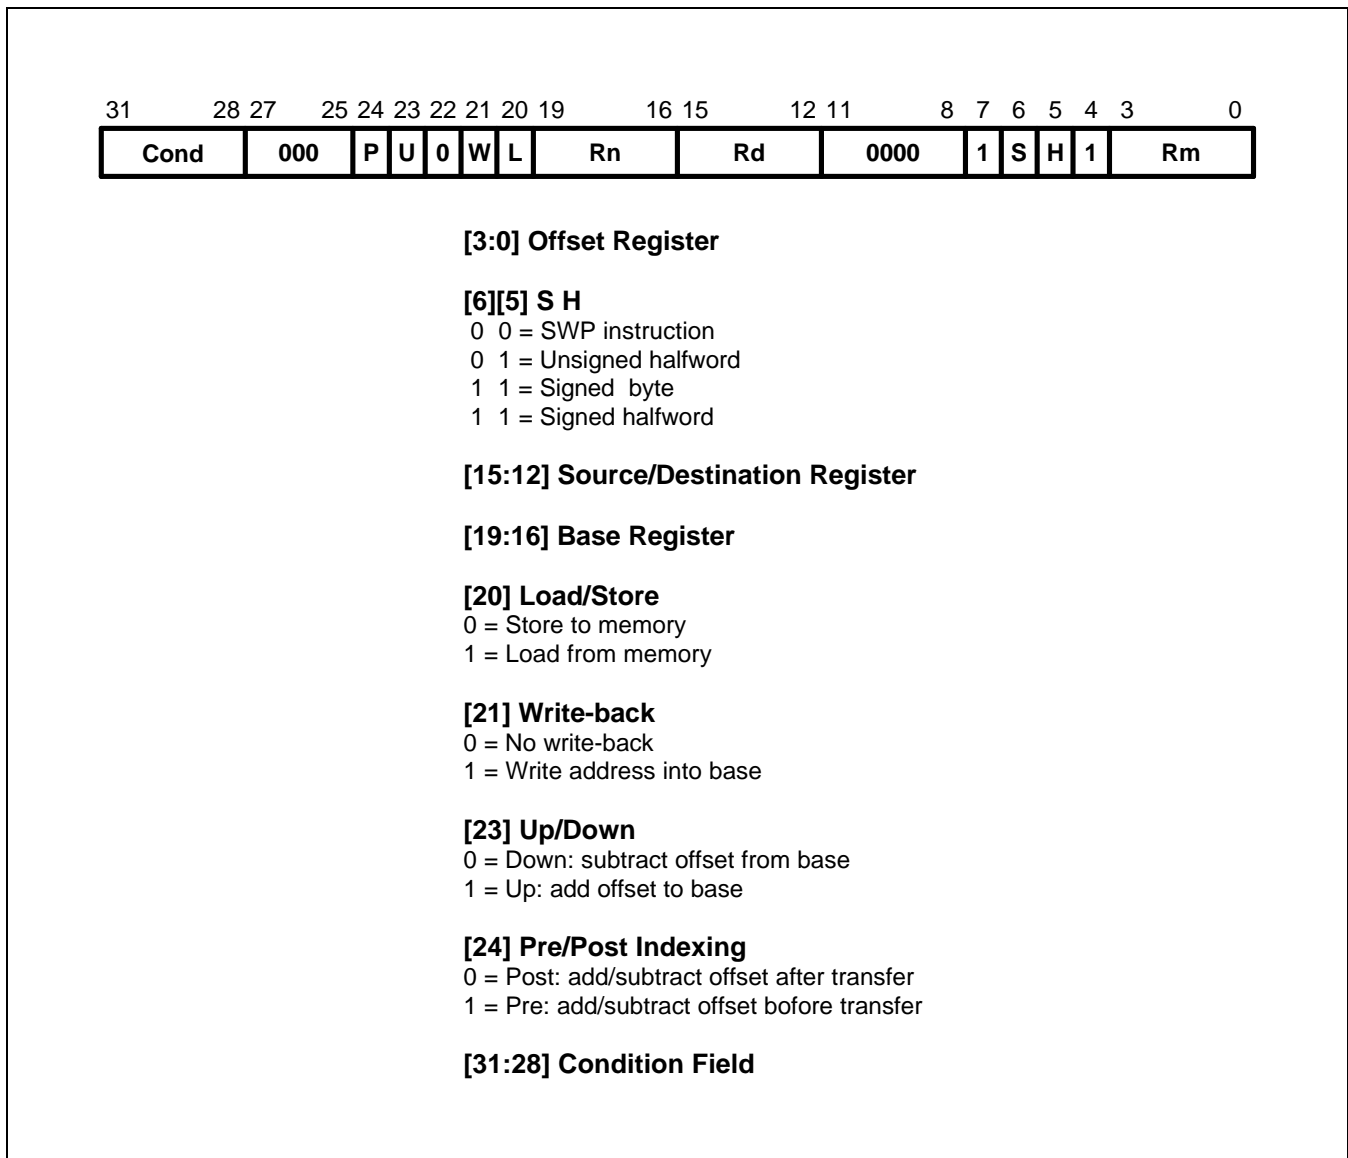 31 28 27 25 24 23 22 21 20 19 16 15 12 11 8 7 6 5 4 3 0
Cond 000 P U 0 W L Rn Rd 0000 1 S H 1 Rm
[3:0] Offset Register
[6][5] S H
0 0 = SWP instruction
0 1 = Unsigned halfword
1 1 = Signed byte
1 1 = Signed halfword
[15:12] Source/Destination Register
[19:16] Base Register
[20] Load/Store
0 = Store to memory
1 = Load from memory
[21] Write-back
0 = No write-back
1 = Write address into base
[23] Up/Down
0 = Down: subtract offset from base
1 = Up: add offset to base
[24] Pre/Post Indexing
0 = Post: add/subtract offset after transfer
1 = Pre: add/subtract offset bofore transfer
[31:28] Condition Field